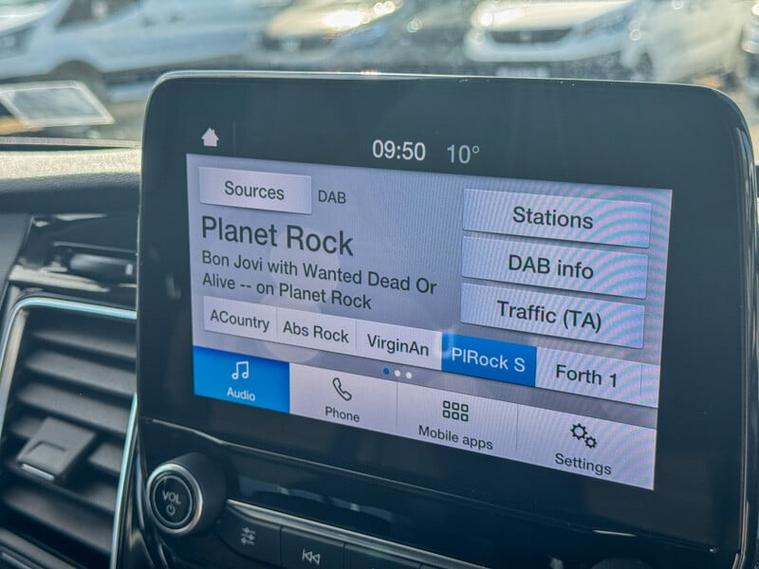 09:50 10°
Sources DAB
Stations
Planet Rock
DAB info
Bon Jovi with Wanted Dead Or
Alive -- on Planet Rock
Traffic (TA)
ACountry Abs Rock VirginAn PlRock S Forth 1
Audio Phone Mobile apps Settings
VOL